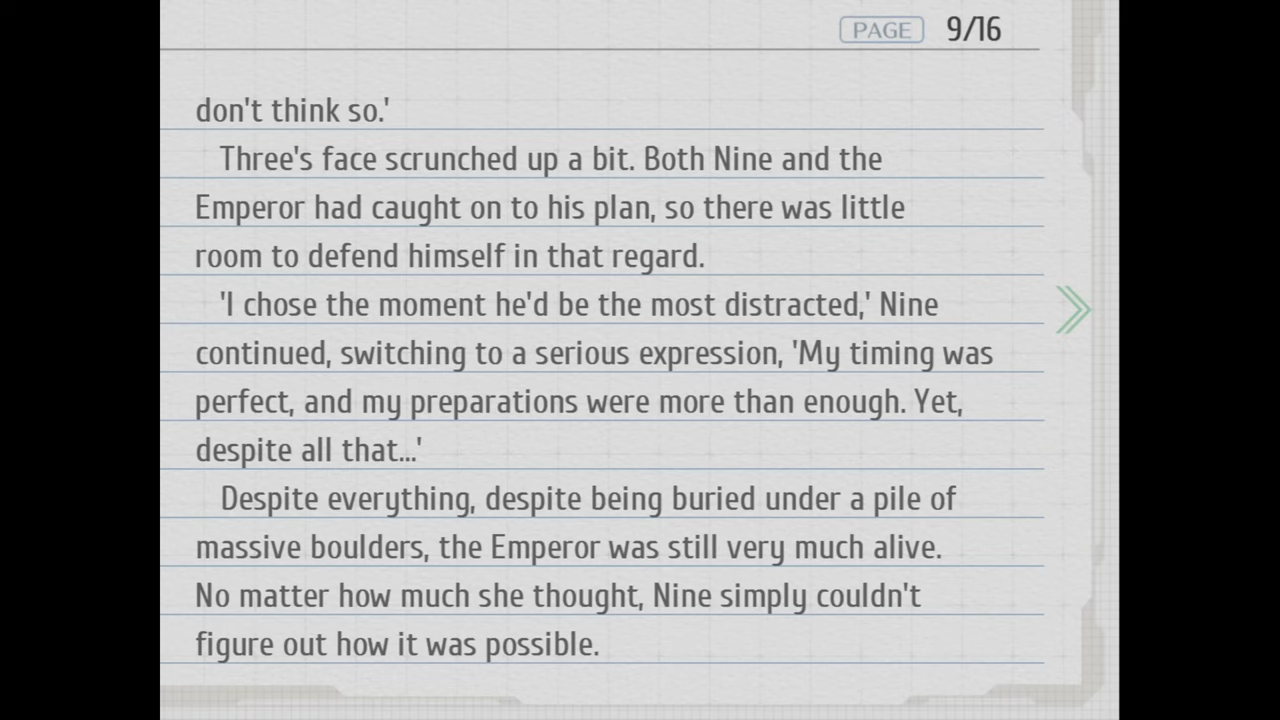 PAGE 9/16
don't think so.'
Three's face scrunched up a bit. Both Nine and the
Emperor had caught on to his plan, so there was little
room to defend himself in that regard.
'I chose the moment he'd be the most distracted,' Nine
continued, switching to a serious expression, 'My timing was
perfect, and my preparations were more than enough. Yet,
despite all that...'
Despite everything, despite being buried under a pile of
massive boulders, the Emperor was still very much alive.
No matter how much she thought, Nine simply couldn't
figure out how it was possible.